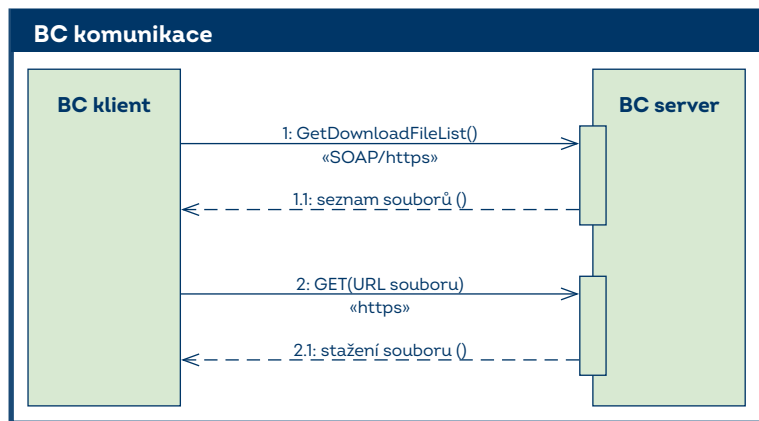 BC komunikace
BC klient
BC server
1: GetDownloadFileList()
«SOAP/https»
1.1: seznam souborů ()
2: GET(URL souboru)
«https»
2.1: stažení souboru ()